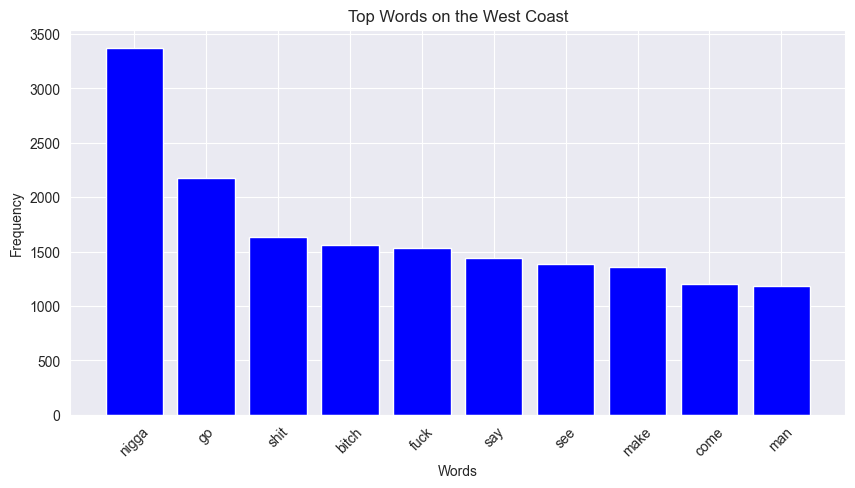 Top Words on the West Coast
3500
3000
2500
2000
1500
1000
500
0
Frequency
nigga
go
shit
bitch
fuck
say
see
make
come
man
Words